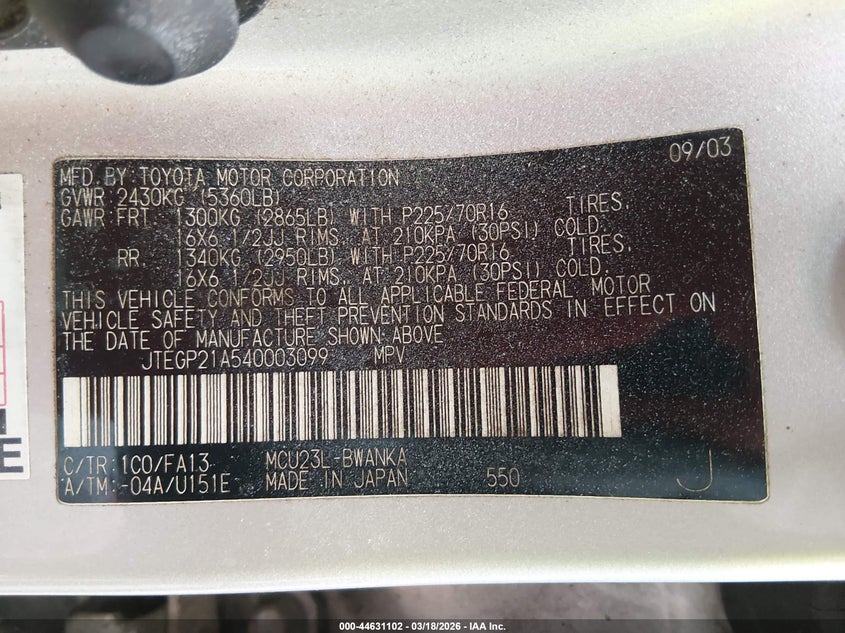 09/03
MFD. BY: TOYOTA MOTOR CORPORATION
GVWR: 2430KG (5360LB)
GAWR: FRT. 1300KG (2865LB) WITH P225/70R16 TIRES,
16X6 1/2JJ RIMS, AT 210KPA (30PSI) COLD.
RR. 1340KG (2950LB) WITH P225/70R16 TIRES,
16X6 1/2JJ RIMS, AT 210KPA (30PSI) COLD.
THIS VEHICLE CONFORMS TO ALL APPLICABLE FEDERAL MOTOR
VEHICLE SAFETY AND THEFT PREVENTION STANDARDS IN EFFECT ON
THE DATE OF MANUFACTURE SHOWN ABOVE
JTEGP21A540003099 MPV
C/TR: 1C0/FA13 MCU23L-BWANKA
A/TM: -04A/U151E MADE IN JAPAN 550 J
E
000-44631102 - 03/18/2026 - IAA Inc.